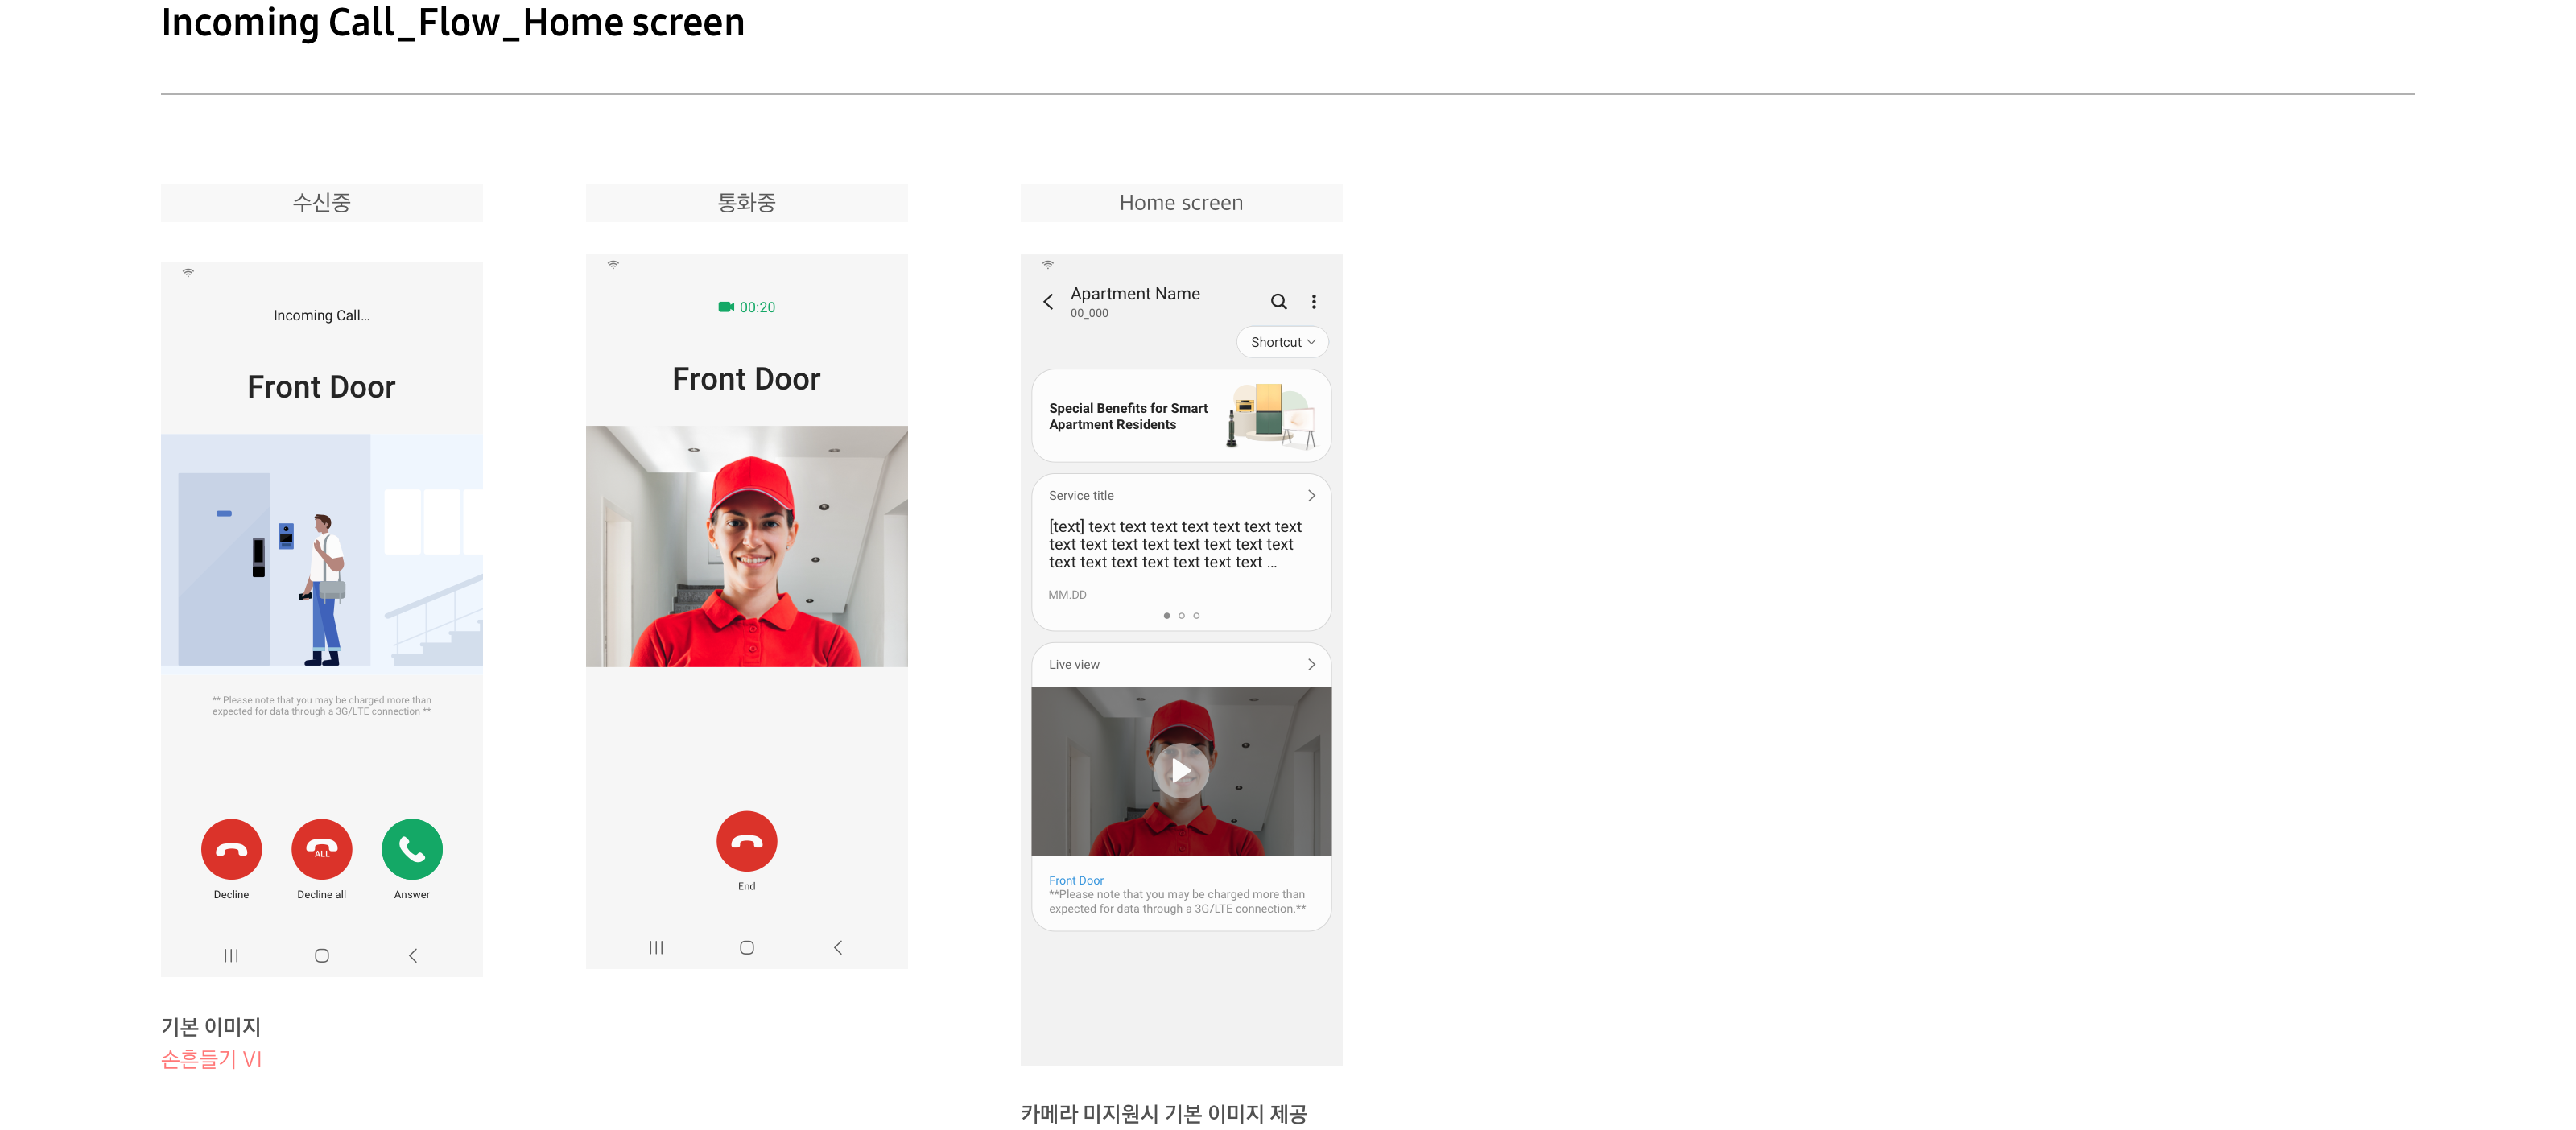 Incoming Call_Flow_Home screen
수신중
Incoming Call...
Front Door
** Please note that you may be charged more than
expected for data through a 3G/LTE connection **
ALL
Decline
Decline all
Answer
기본 이미지
손흔들기 VI
통화중
00:20
Front Door
End
Home screen
Apartment Name
00_000
Shortcut
Special Benefits for Smart
Apartment Residents
Service title
[text] text text text text text text text
text text text text text text text text
text text text text text text text ...
MM.DD
Live view
Front Door
**Please note that you may be charged more than
expected for data through a 3G/LTE connection.**
카메라 미지원시 기본 이미지 제공